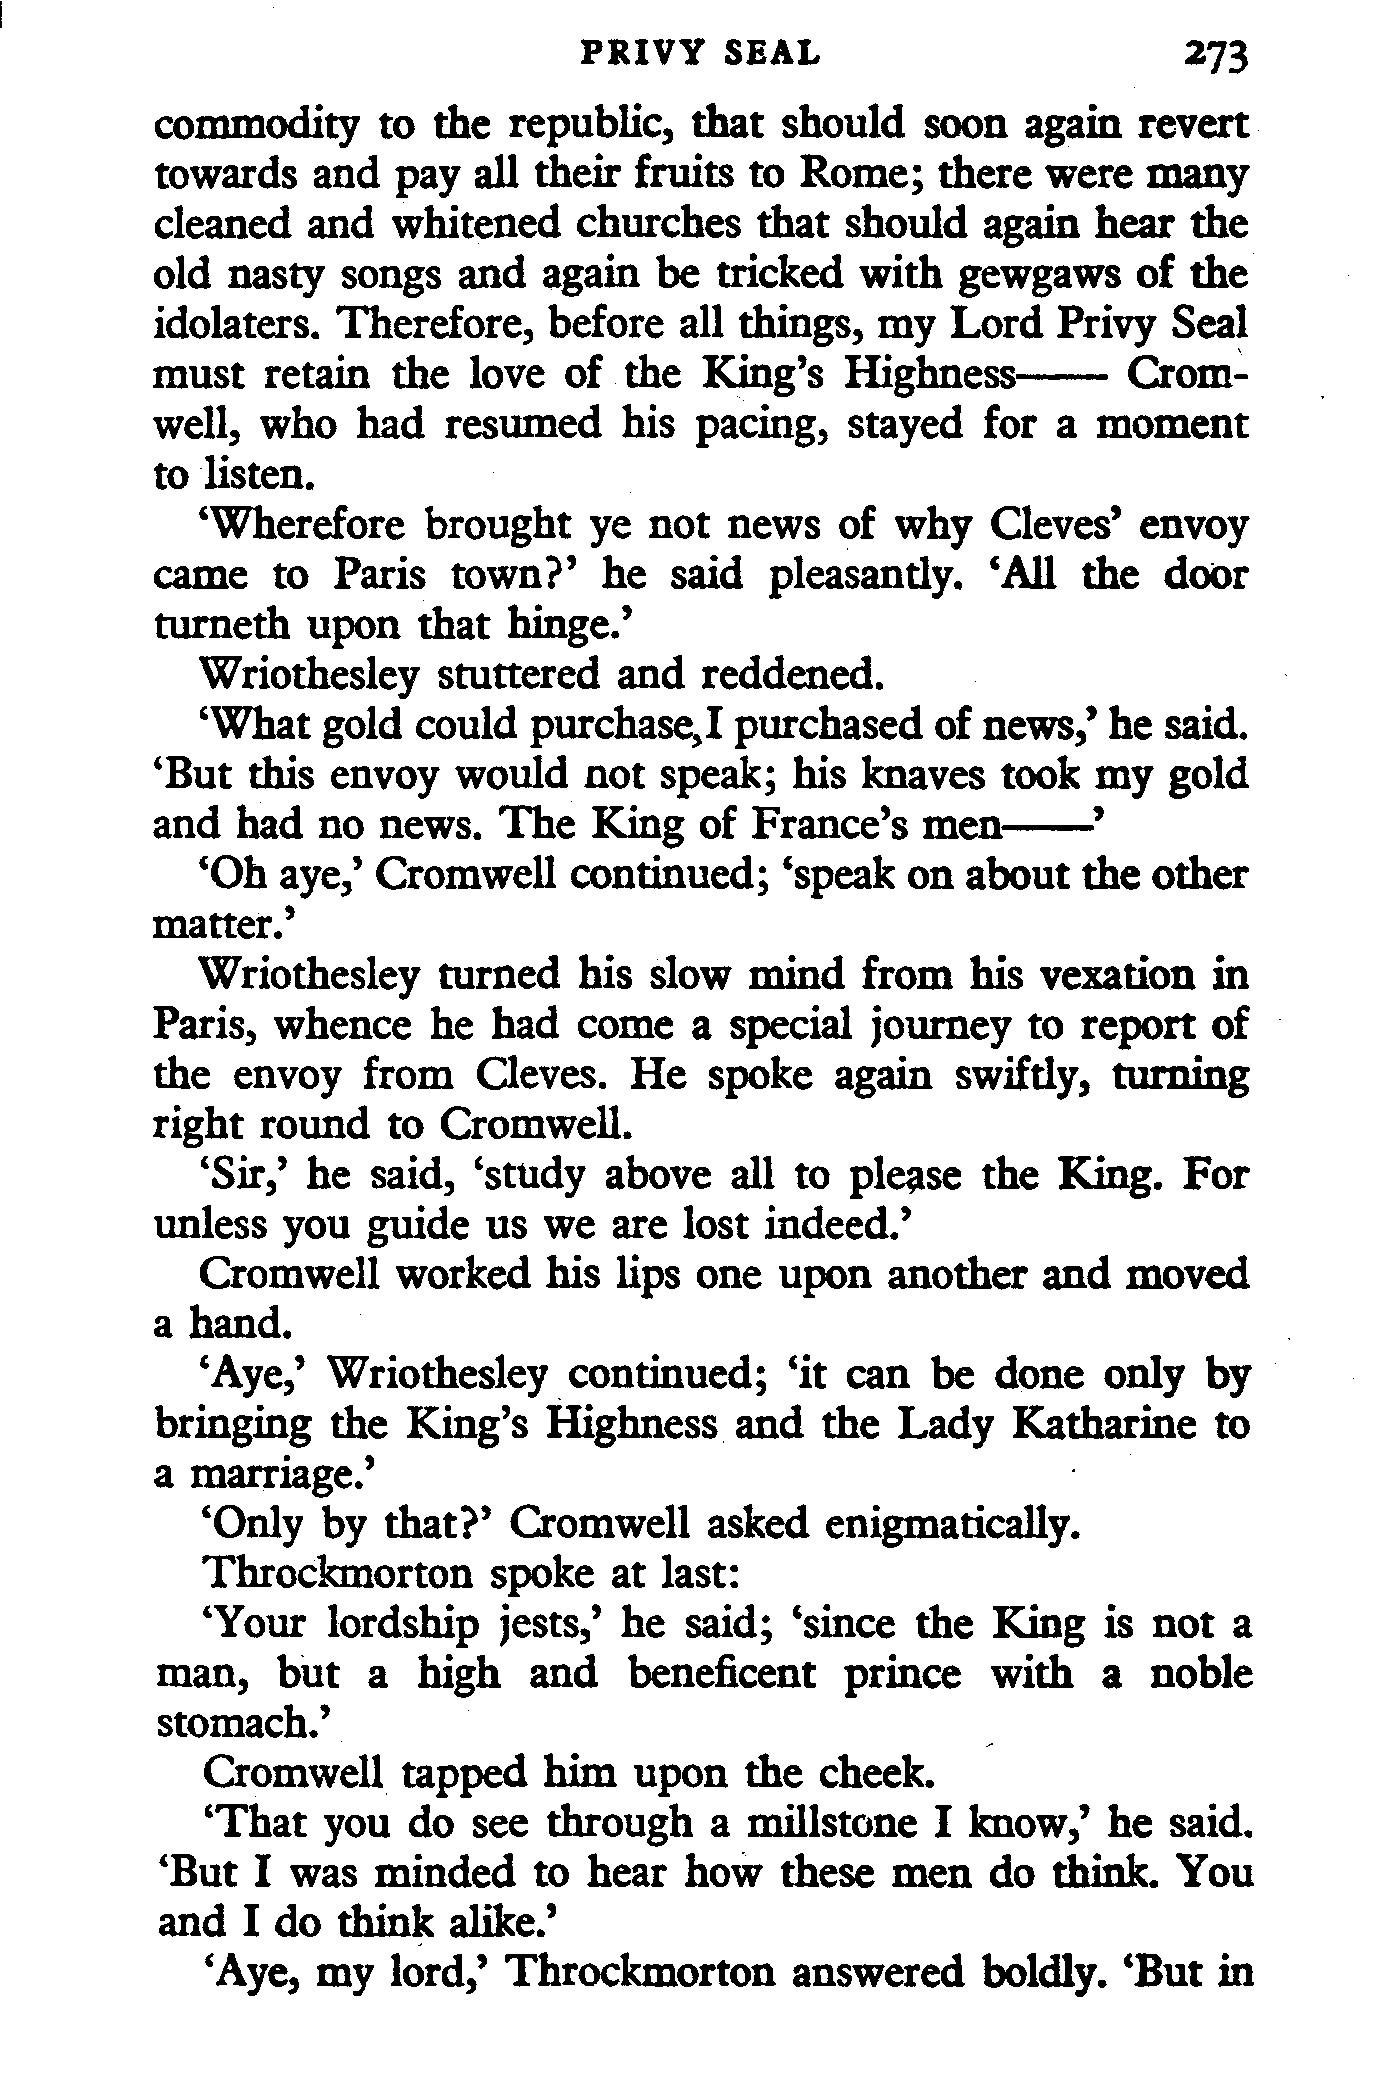 PRIVY SEAL 273
commodity to the republic, that should soon again revert
towards and pay all their fruits to Rome; there were many
cleaned and whitened churches that should again hear the
old nasty songs and again be tricked with gewgaws of the
idolaters. Therefore, before all things, my Lord Privy Seal
must retain the love of the King's Highness—— Crom-
well, who had resumed his pacing, stayed for a moment
to listen.
‘Wherefore brought ye not news of why Cleves’ envoy
came to Paris town?’ he said pleasantly. ‘All the door
turneth upon that hinge.’
Wriothesley stuttered and reddened.
‘What gold could purchase,I purchased of news,’ he said.
‘But this envoy would not speak; his knaves took my gold
and had no news. The King of France’s men——’
‘Oh aye,’ Cromwell continued; ‘speak on about the other
matter.’
Wriothesley turned his slow mind from his vexation in
Paris, whence he had come a special journey to report of
the envoy from Cleves. He spoke again swiftly, turning
right round to Cromwell.
‘Sir,’ he said, ‘study above all to please the King. For
unless you guide us we are lost indeed.’
Cromwell worked his lips one upon another and moved
a hand.
‘Aye,’ Wriothesley continued; ‘it can be done only by
bringing the King’s Highness and the Lady Katharine to
a marriage.’
‘Only by that?’ Cromwell asked enigmatically.
Throckmorton spoke at last:
‘Your lordship jests,’ he said; ‘since the King is not a
man, but a high and beneficent prince with a noble
stomach.’
Cromwell tapped him upon the cheek.
‘That you do see through a millstone I know,’ he said.
‘But I was minded to hear how these men do think. You
and I do think alike.’
‘Aye, my lord,’ Throckmorton answered boldly. ‘But in